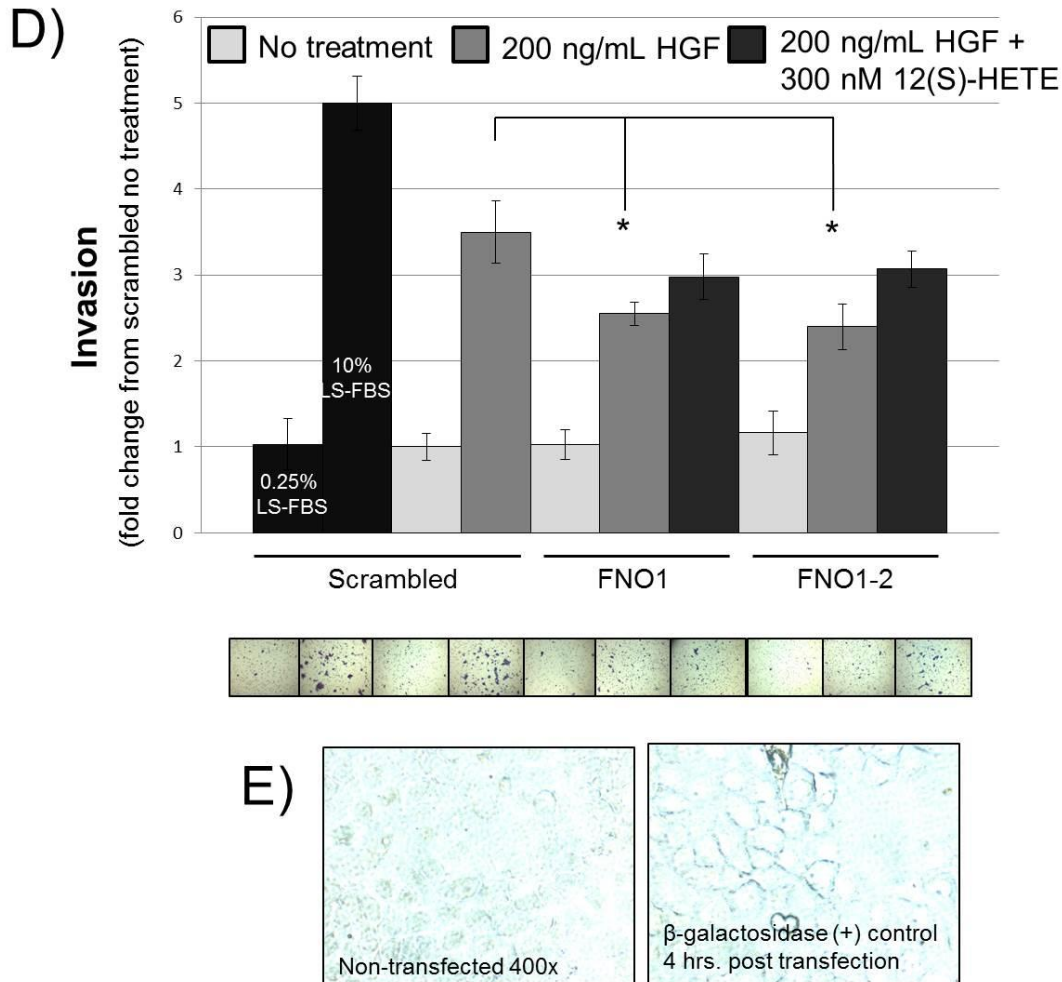 D)
No treatment
200 ng/mL HGF
200 ng/mL HGF +
300 nM 12(S)-HETE
Invasion
(fold change from scrambled no treatment)
6
5
4
3
2
1
0
*
*
10%
LS-FBS
0.25%
LS-FBS
Scrambled
FNO1
FNO1-2
E)
Non-transfected 400x
β-galactosidase (+) control
4 hrs. post transfection